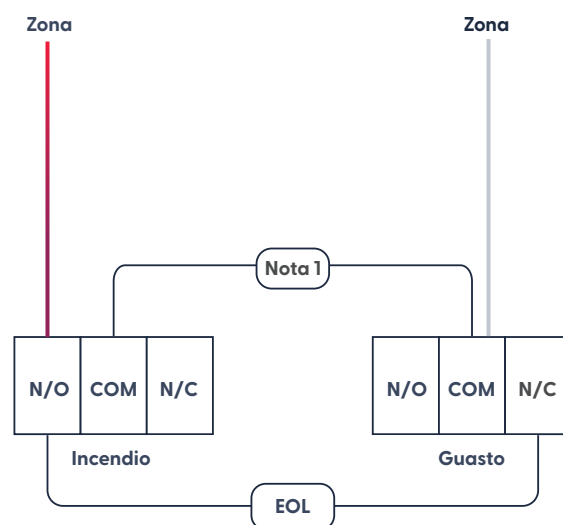 Zona
Zona
Nota 1
N/O COM N/C
N/O COM N/C
Incendio
Guasto
EOL